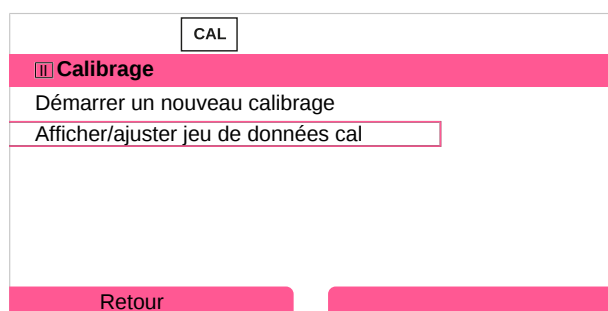 CAL
Calibrage
Démarrer un nouveau calibrage
Afficher/ajuster jeu de données cal
Retour